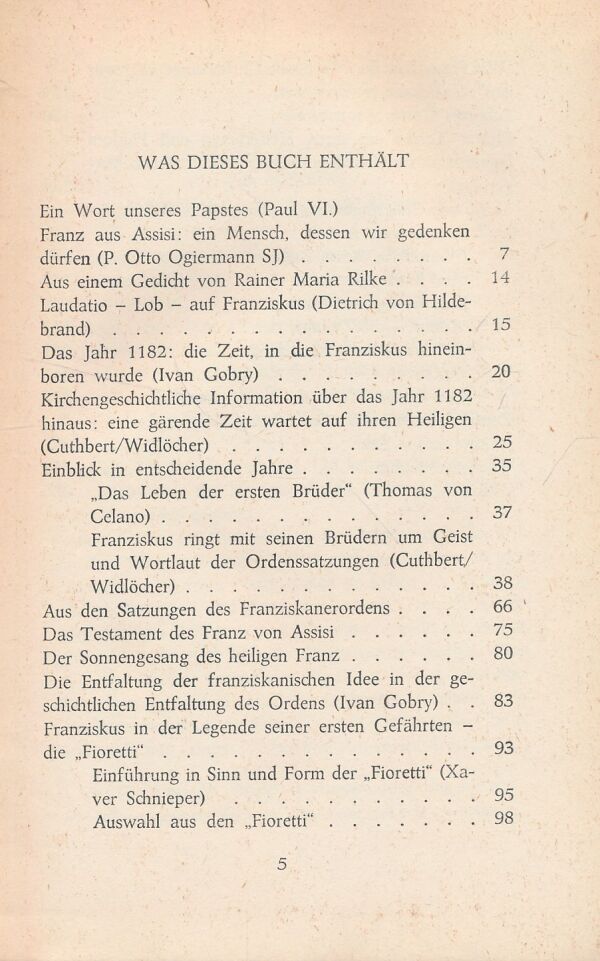 WAS DIESES BUCH ENTHÄLT
Ein Wort unseres Papstes (Paul VI.)
Franz aus Assisi: ein Mensch, dessen wir gedenken
dürfen (P. Otto Ogiermann SJ) . . . . . . . . 7
Aus einem Gedicht von Rainer Maria Rilke . . . . 14
Laudatio – Lob – auf Franziskus (Dietrich von Hilde-
brand) . . . . . . . . . . . . . . . 15
Das Jahr 1182: die Zeit, in die Franziskus hinein-
boren wurde (Ivan Gobry) . . . . . . . . . 20
Kirchengeschichtliche Information über das Jahr 1182
hinaus: eine gärende Zeit wartet auf ihren Heiligen
(Cuthbert/Widlöcher) . . . . . . . . . . . 25
Einblick in entscheidende Jahre . . . . . . . . 35
„Das Leben der ersten Brüder“ (Thomas von
Celano) . . . . . . . . . . . . . . 37
Franziskus ringt mit seinen Brüdern um Geist
und Wortlaut der Ordenssatzungen (Cuthbert/
Widlöcher) . . . . . . . . . . . . . 38
Aus den Satzungen des Franziskanerordens . . . . 66
Das Testament des Franz von Assisi . . . . . . 75
Der Sonnengesang des heiligen Franz . . . . . . 80
Die Entfaltung der franziskanischen Idee in der ge-
schichtlichen Entfaltung des Ordens (Ivan Gobry) . . 83
Franziskus in der Legende seiner ersten Gefährten –
die „Fioretti“ . . . . . . . . . . . . . . 93
Einführung in Sinn und Form der „Fioretti“ (Xa-
ver Schnieper) . . . . . . . . . . . 95
Auswahl aus den „Fioretti“ . . . . . . . 98
5